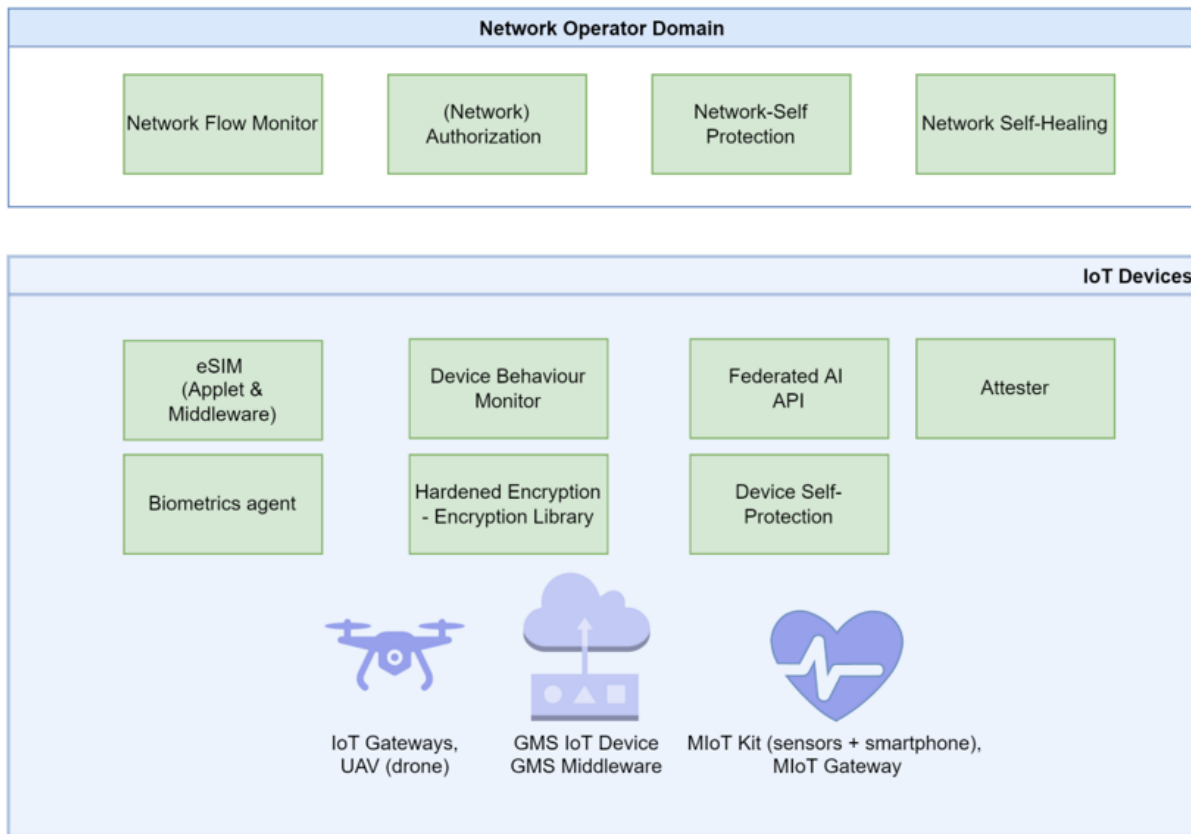 Network Operator Domain
Network Flow Monitor
(Network)
Authorization
Network-Self
Protection
Network Self-Healing
IoT Devices
eSIM
(Applet &
Middleware)
Device Behaviour
Monitor
Federated AI
API
Attester
Biometrics agent
Hardened Encryption
- Encryption Library
Device Self-
Protection
IoT Gateways,
UAV (drone)
GMS IoT Device
GMS Middleware
MIoT Kit (sensors + smartphone),
MIoT Gateway